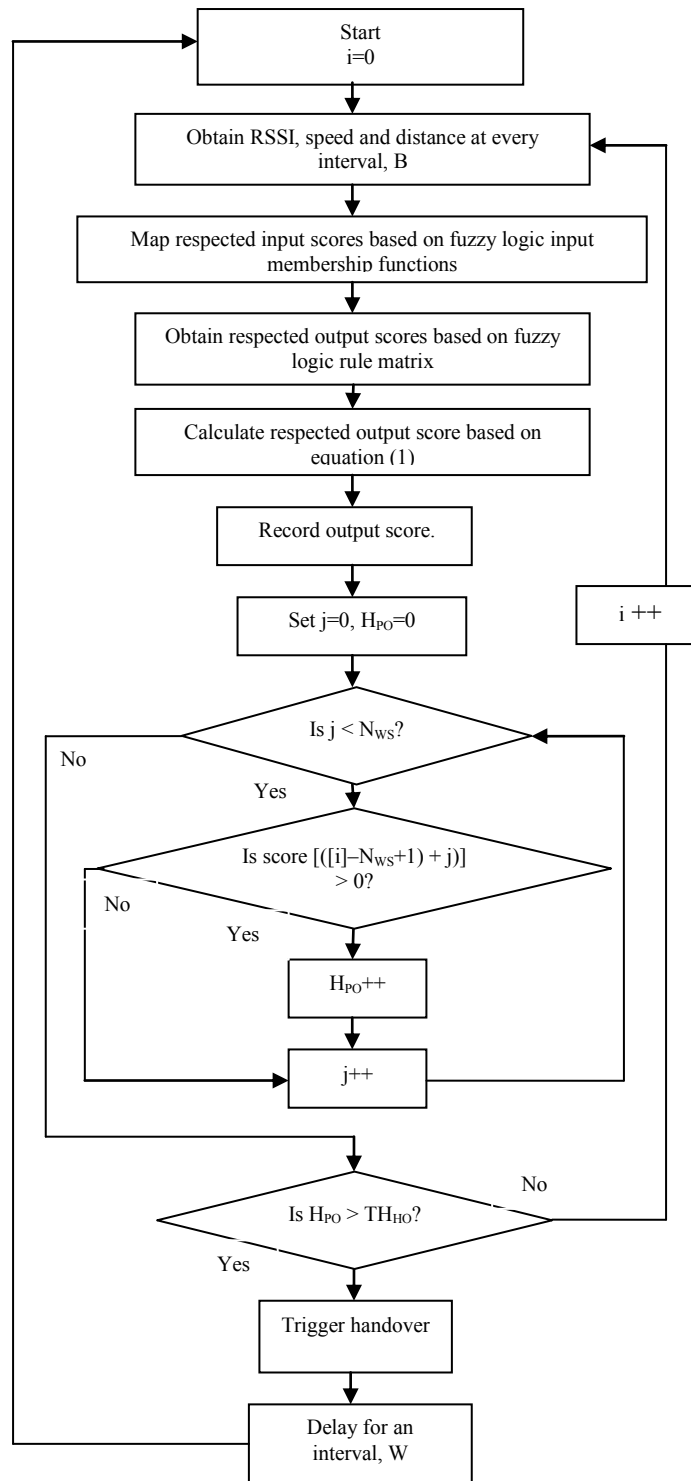 Start
i=0
Obtain RSSI, speed and distance at every
interval, B
Map respected input scores based on fuzzy logic input
membership functions
Obtain respected output scores based on fuzzy
logic rule matrix
Calculate respected output score based on
equation (1)
Record output score.
i ++
Set j=0, HPO=0
Is j < NWS?
No
Yes
Is score [([i]–NWS+1) + j)]
> 0?
No
Yes
HPO++
j++
No
Is HPO > THHO?
Yes
Trigger handover
Delay for an
interval, W